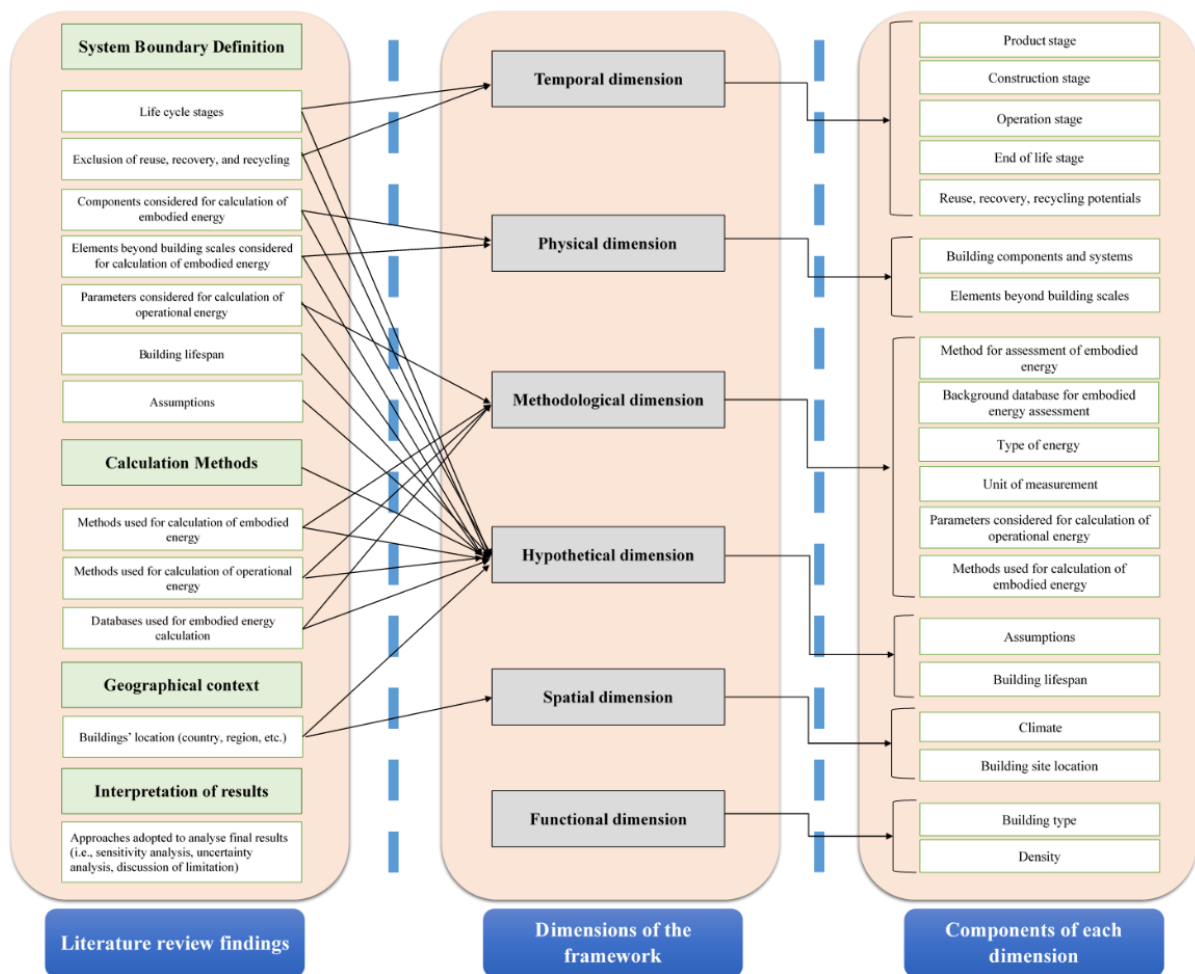 System Boundary Definition
Life cycle stages
Exclusion of reuse, recovery, and recycling
Components considered for calculation of
embodied energy
Elements beyond building scales considered
for calculation of embodied energy
Parameters considered for calculation of
operational energy
Building lifespan
Assumptions
Calculation Methods
Methods used for calculation of embodied
energy
Methods used for calculation of operational
energy
Databases used for embodied energy
calculation
Geographical context
Buildings’ location (country, region, etc.)
Interpretation of results
Approaches adopted to analyse final results
(i.e., sensitivity analysis, uncertainty
analysis, discussion of limitation)
Literature review findings
Temporal dimension
Physical dimension
Methodological dimension
Hypothetical dimension
Spatial dimension
Functional dimension
Dimensions of the
framework
Product stage
Construction stage
Operation stage
End of life stage
Reuse, recovery, recycling potentials
Building components and systems
Elements beyond building scales
Method for assessment of embodied
energy
Background database for embodied
energy assessment
Type of energy
Unit of measurement
Parameters considered for calculation of
operational energy
Methods used for calculation of
embodied energy
Assumptions
Building lifespan
Climate
Building site location
Building type
Density
Components of each
dimension